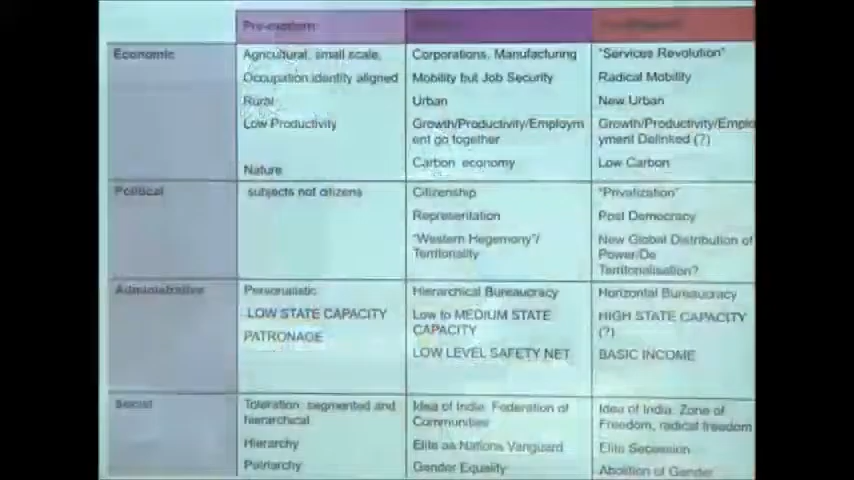 Pre-modern
Economic
Agricultural, small scale,
Occupation identity aligned
Rural
Low Productivity
Nature
Corporations, Manufacturing
Mobility but Job Security
Urban
Growth/Productivity/Employm
ent go together
Carbon economy
"Services Revolution"
Radical Mobility
New Urban
Growth/Productivity/Emplo
yment Delinked (?)
Low Carbon
Political
subjects not citizens
Citizenship
Representation
"Western Hegemony"/
Territoriality
"Privatization"
Post Democracy
New Global Distribution of
Power/De
Territorialisation?
Administrative
Personalistic
LOW STATE CAPACITY
PATRONAGE
Hierarchical Bureaucracy
Low to MEDIUM STATE
CAPACITY
LOW LEVEL SAFETY NET
Horizontal Bureaucracy
HIGH STATE CAPACITY
(?)
BASIC INCOME
Social
Toleration: segmented and
hierarchical
Hierarchy
Patriarchy
Idea of India: Federation of
Communities
Elite as Nations Vanguard
Gender Equality
Idea of India: Zone of
Freedom, radical freedom
Elite Secession
Abolition of Gender